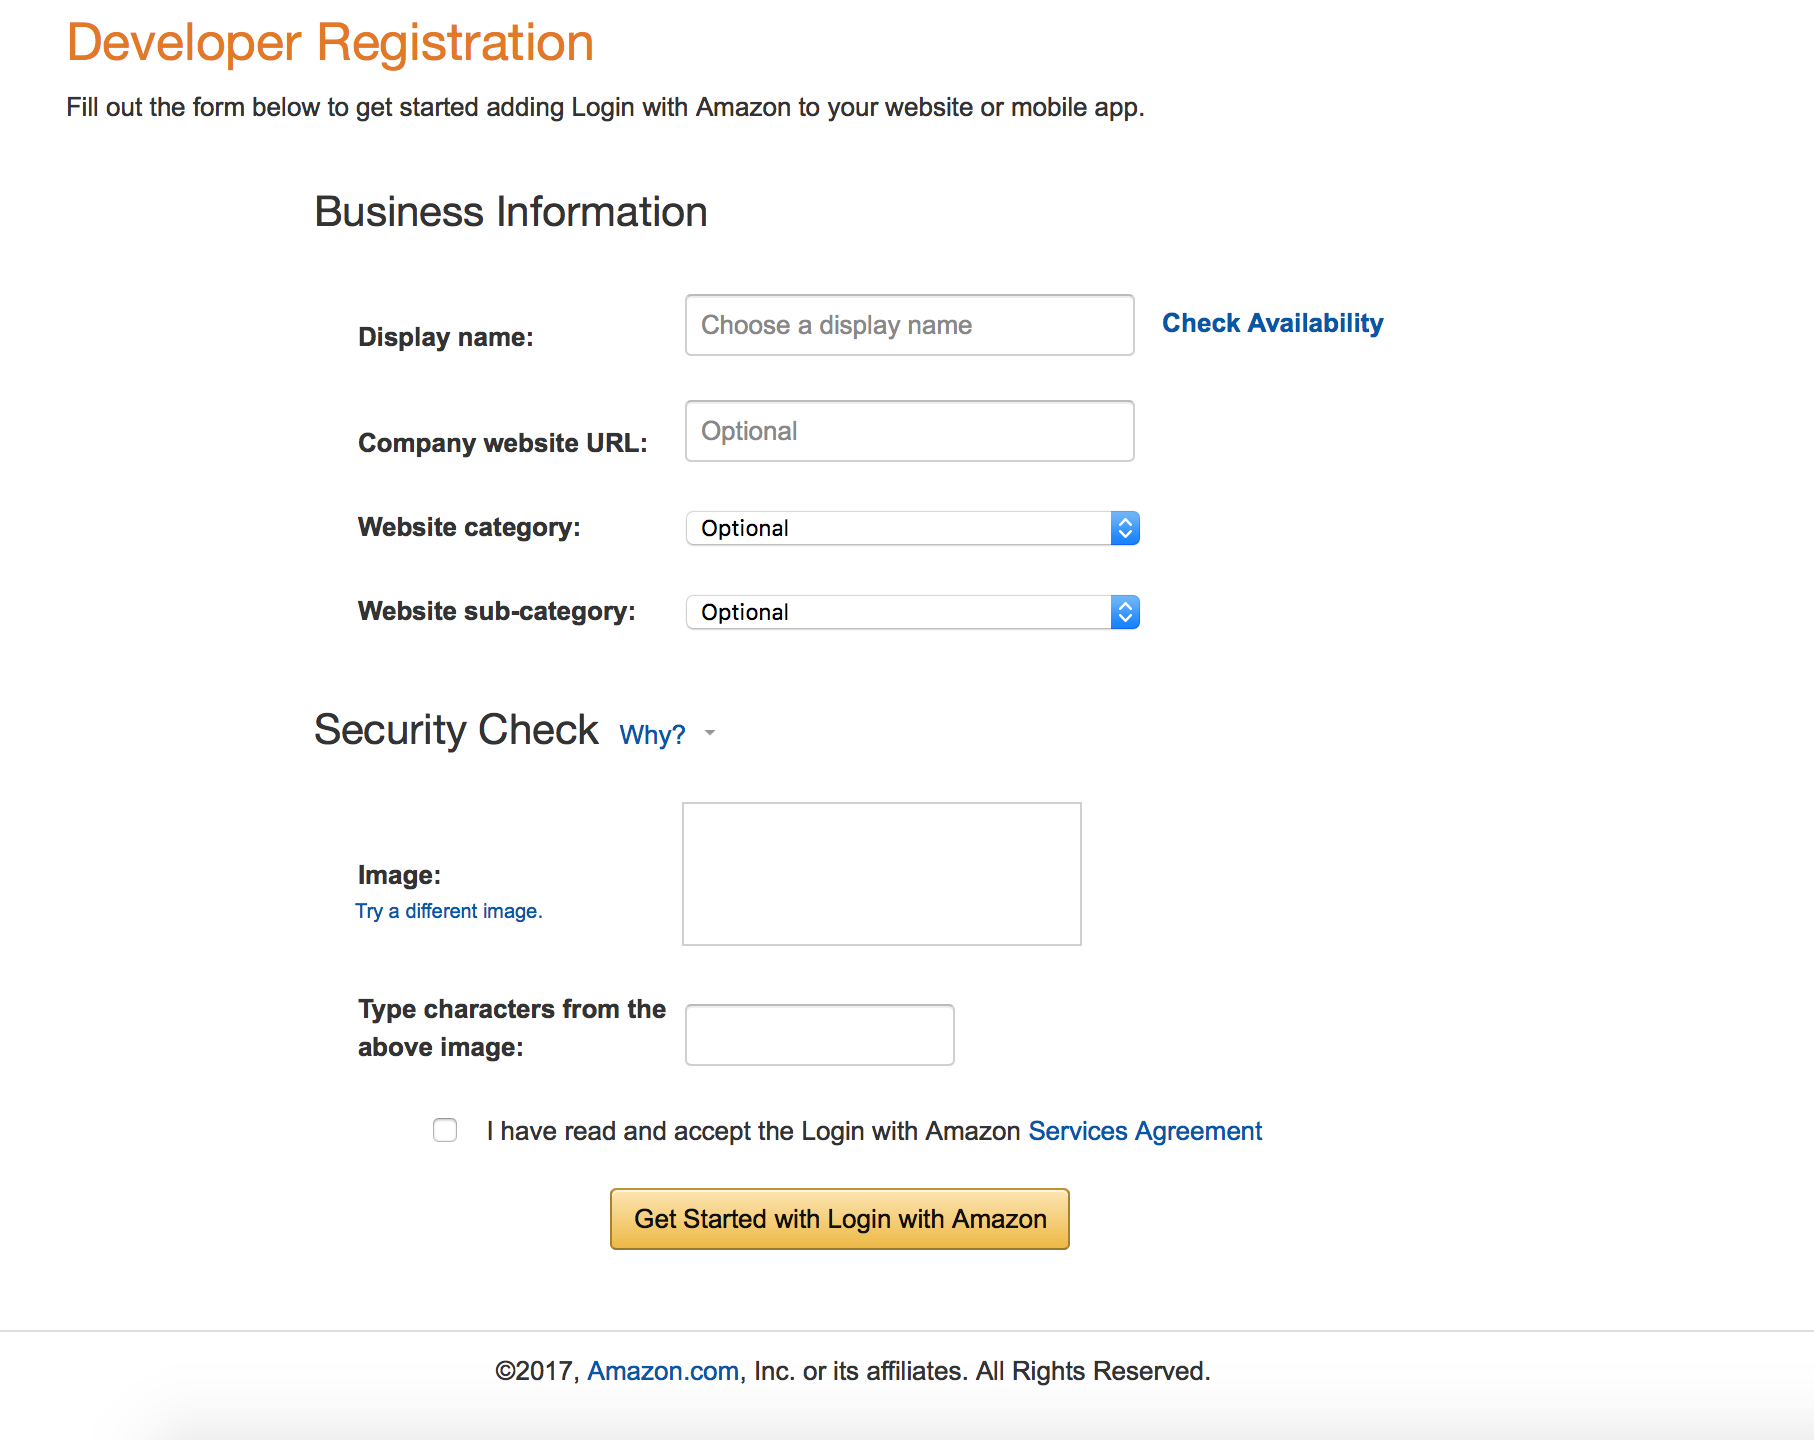 Developer Registration
Fill out the form below to get started adding Login with Amazon to your website or mobile app.
Business Information
Display name:
Choose a display name
Check Availability
Company website URL:
Optional
Website category:
Optional
Website sub-category:
Optional
Security Check Why?
Image:
Try a different image.
Type characters from the
above image:
I have read and accept the Login with Amazon Services Agreement
Get Started with Login with Amazon
©2017, Amazon.com, Inc. or its affiliates. All Rights Reserved.